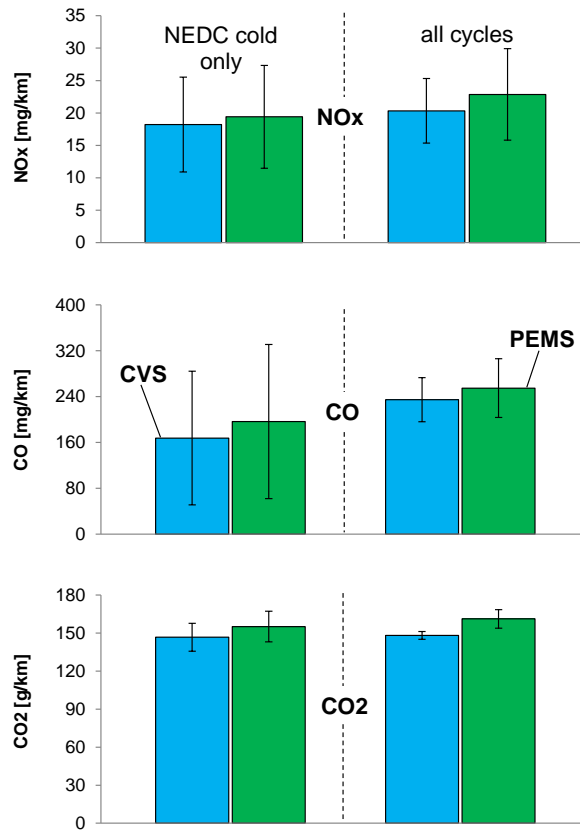 35
30
25
20
15
10
5
0
NOx [mg/km]
NEDC cold
only
all cycles
NOx
400
320
240
160
80
0
CO [mg/km]
CVS
CO
PEMS
180
150
120
90
60
30
0
CO2 [g/km]
CO2